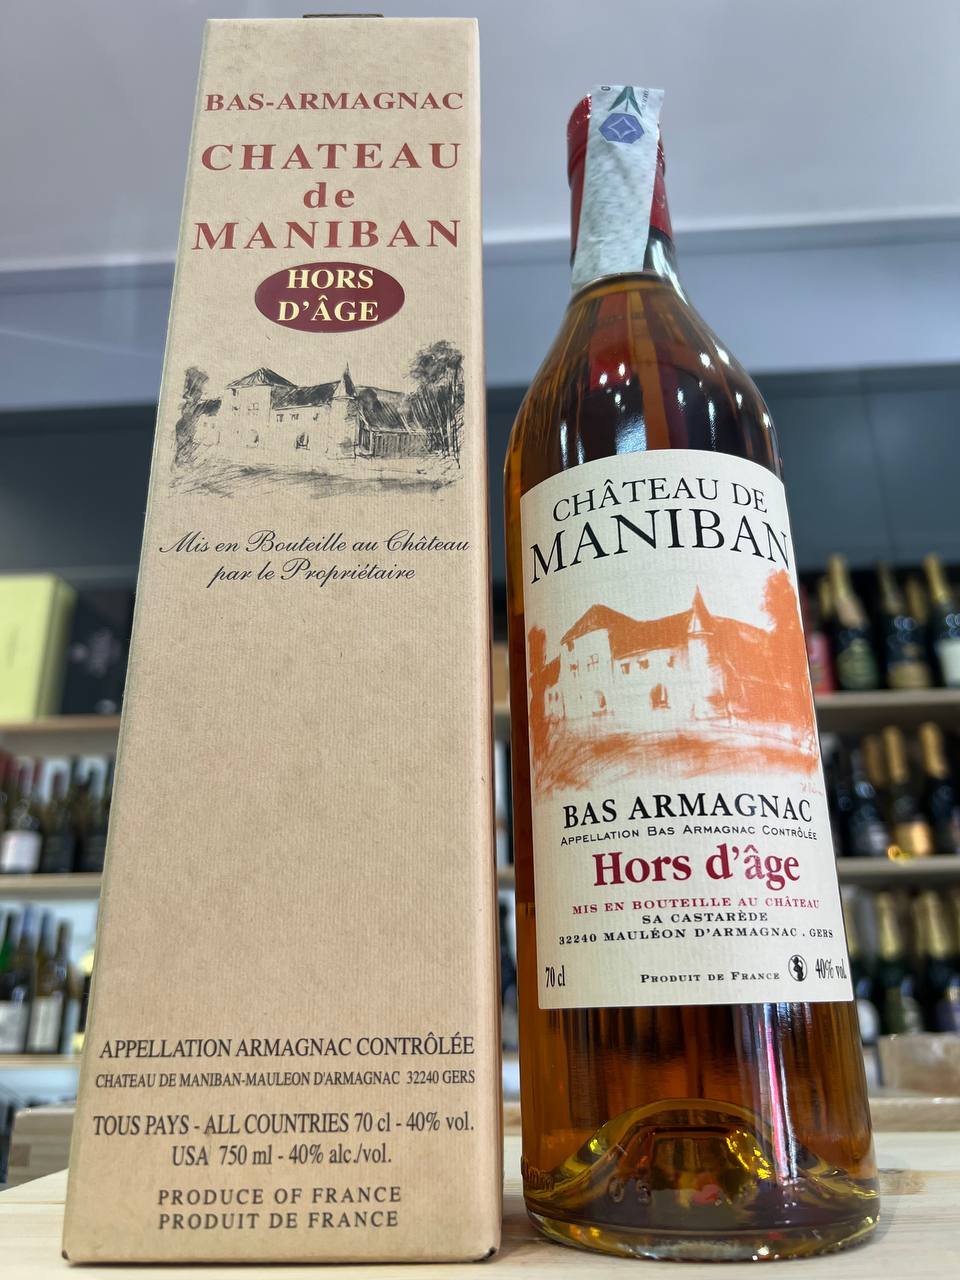 BAS-ARMAGNAC
CHATEAU
de
MANIBAN
HORS
D'ÂGE
Mis en Bouteille au Château
par le Propriétaire
APPELLATION ARMAGNAC CONTRÔLÉE
CHATEAU DE MANIBAN-MAULEON D'ARMAGNAC 32240 GERS
TOUS PAYS - ALL COUNTRIES 70 cl - 40% vol.
USA 750 ml - 40% alc./vol.
PRODUCE OF FRANCE
PRODUIT DE FRANCE
CHÂTEAU DE
MANIBAN
BAS ARMAGNAC
APPELLATION BAS ARMAGNAC CONTRÔLÉE
Hors d'âge
MIS EN BOUTEILLE AU CHÂTEAU
SA CASTARÈDE
32240 MAULÉON D'ARMAGNAC . GERS
70 cl PRODUIT DE FRANCE 40% vol.